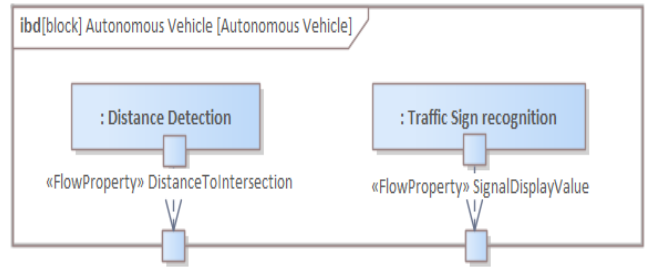 ibd[block] Autonomous Vehicle [Autonomous Vehicle]
: Distance Detection
: Traffic Sign recognition
«FlowProperty» DistanceToIntersection
«FlowProperty» SignalDisplayValue